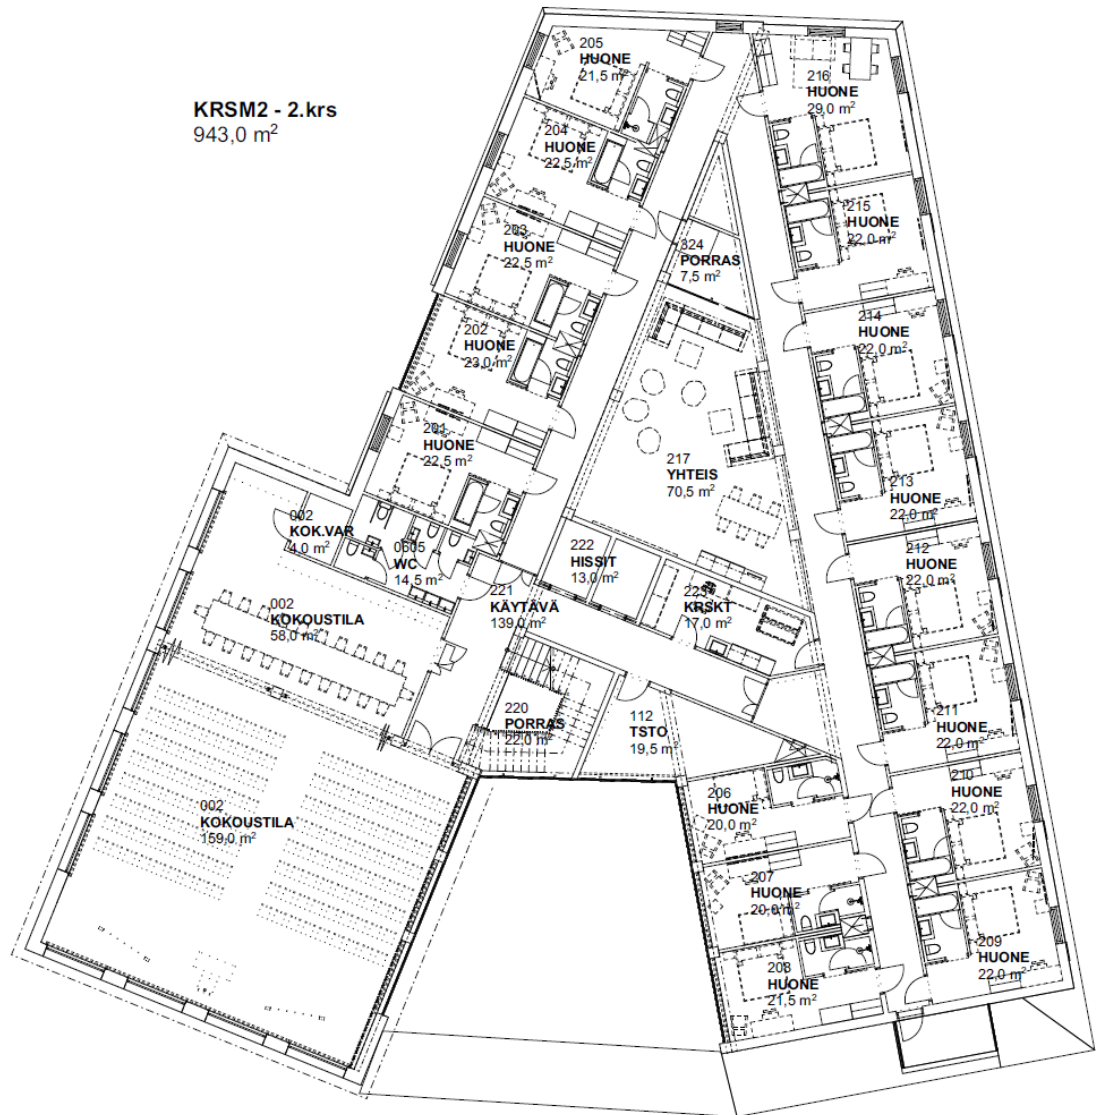 KRSM2 - 2.krs
943,0 m²
205
HUONE
21,5 m²
216
HUONE
29,0 m²
204
HUONE
22,5 m²
215
HUONE
22,0 m²
203
HUONE
22,5 m²
324
PORRAS
7,5 m²
202
HUONE
23,0 m²
214
HUONE
22,0 m²
201
HUONE
22,5 m²
217
YHTEIS
70,5 m²
213
HUONE
22,0 m²
002
KOK.VAR
4,0 m²
0605
WC
14,5 m²
222
HISSIT
13,0 m²
212
HUONE
22,0 m²
221
KÄYTÄVÄ
139,0 m²
223
KRSKT
17,0 m²
002
KOKOUSTILA
58,0 m²
220
PORRAS
22,0 m²
112
TSTO
19,5 m²
211
HUONE
22,0 m²
206
HUONE
20,0 m²
210
HUONE
22,0 m²
002
KOKOUSTILA
159,0 m²
207
HUONE
20,0 m²
209
HUONE
22,0 m²
208
HUONE
21,5 m²